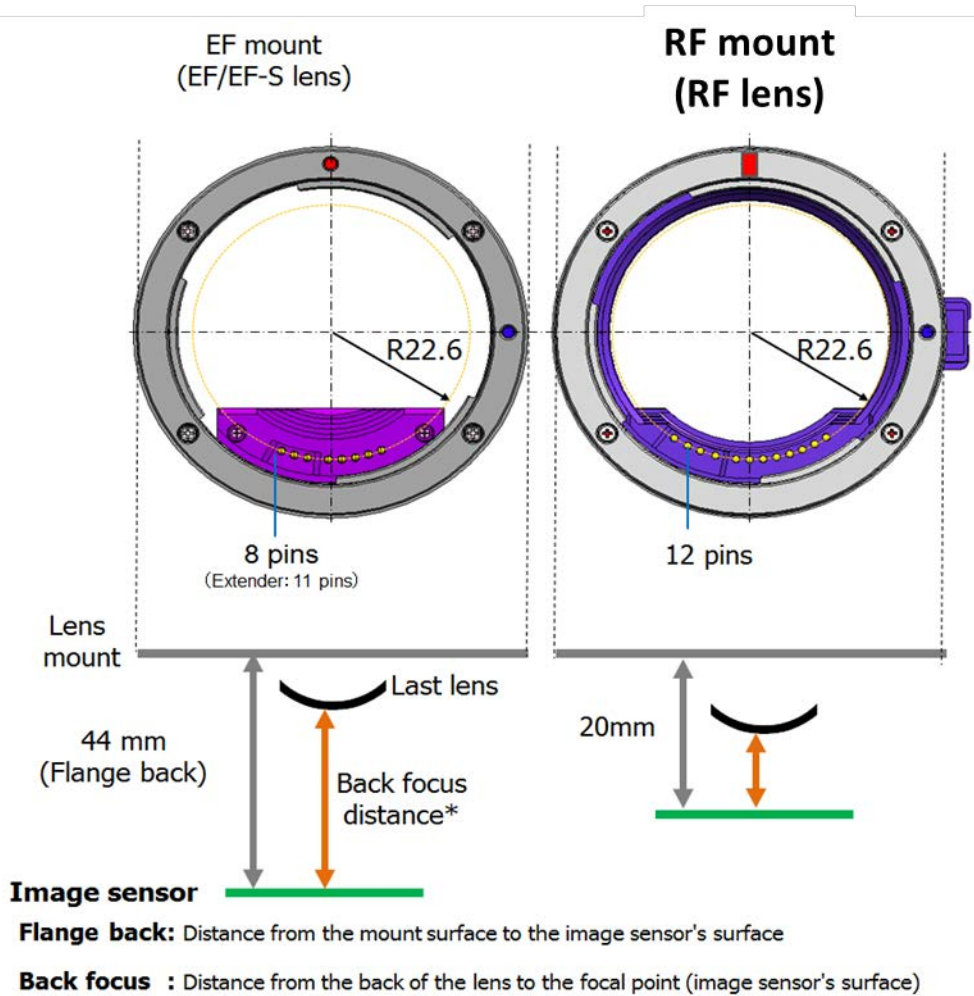 EF mount
(EF/EF-S lens)
RF mount
(RF lens)
R22.6
R22.6
8 pins
(Extender: 11 pins)
12 pins
Lens
mount
Last lens
44 mm
(Flange back)
20mm
Back focus
distance*
Image sensor
Flange back: Distance from the mount surface to the image sensor's surface
Back focus : Distance from the back of the lens to the focal point (image sensor's surface)